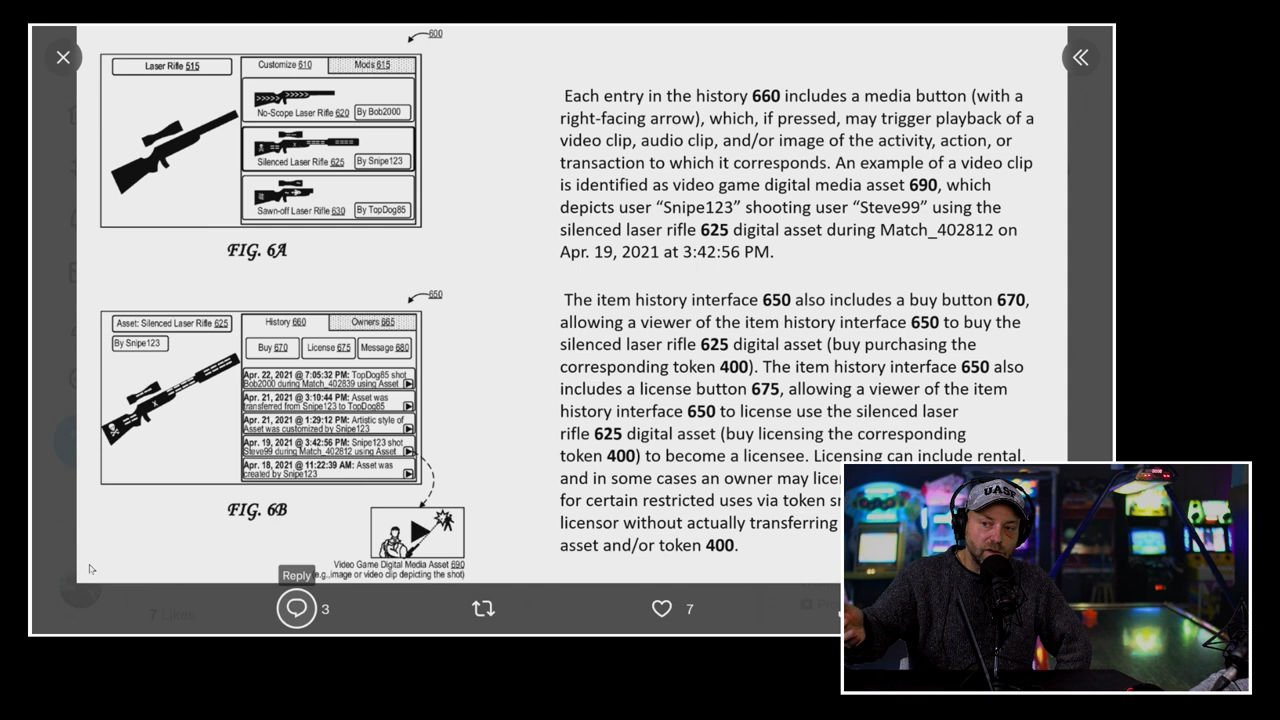 600
Laser Rifle 515
Customize 610
Mods 615
No-Scope Laser Rifle 620
By Bob2000
Silenced Laser Rifle 625
By Snipe123
Sawn-off Laser Rifle 630
By TopDog85
FIG. 6A
650
Asset: Silenced Laser Rifle 625
By Snipe123
History 660
Owners 665
Buy 670
License 675
Message 680
Apr. 22, 2021 @ 7:05:32 PM: TopDog85 shot
Bob2000 during Match_402839 using Asset
Apr. 21, 2021 @ 3:10:44 PM: Asset was
transferred from Snipe123 to TopDog85
Apr. 21, 2021 @ 1:29:12 PM: Artistic style of
Asset was customized by Snipe123
Apr. 19, 2021 @ 3:42:56 PM: Snipe123 shot
Steve99 during Match_402812 using Asset
Apr. 18, 2021 @ 11:22:39 AM: Asset was
created by Snipe123
FIG. 6B
Video Game Digital Media Asset 690
(e.g., image or video clip depicting the shot)
Each entry in the history 660 includes a media button (with a
right-facing arrow), which, if pressed, may trigger playback of a
video clip, audio clip, and/or image of the activity, action, or
transaction to which it corresponds. An example of a video clip
is identified as video game digital media asset 690, which
depicts user “Snipe123” shooting user “Steve99” using the
silenced laser rifle 625 digital asset during Match_402812 on
Apr. 19, 2021 at 3:42:56 PM.
The item history interface 650 also includes a buy button 670,
allowing a viewer of the item history interface 650 to buy the
silenced laser rifle 625 digital asset (buy purchasing the
corresponding token 400). The item history interface 650 also
includes a license button 675, allowing a viewer of the item
history interface 650 to license use the silenced laser
rifle 625 digital asset (buy licensing the corresponding
token 400) to become a licensee. Licensing can include rental,
and in some cases an owner may
for certain restricted uses via token
licensor without actually transferring
asset and/or token 400.
Reply
3
7
7 Likes
UASF